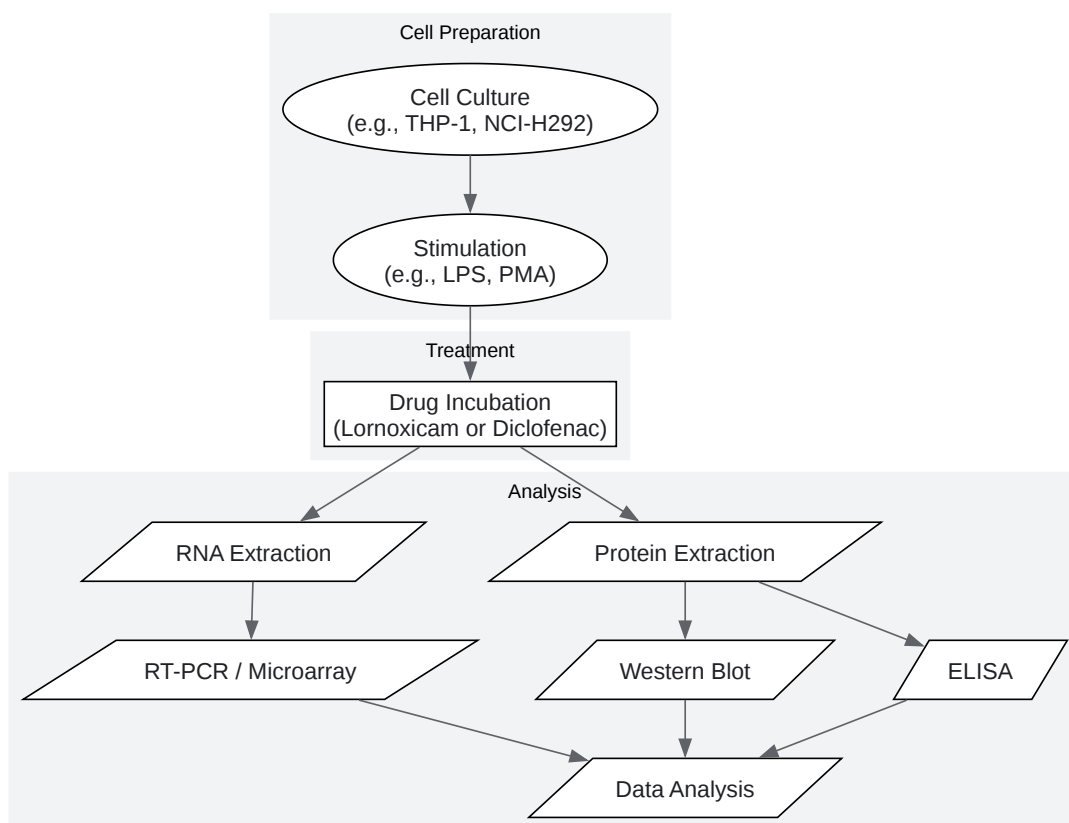 Cell Preparation
Cell Culture
(e.g., THP-1, NCI-H292)
Stimulation
(e.g., LPS, PMA)
Treatment
Drug Incubation
(Lornoxicam or Diclofenac)
Analysis
RNA Extraction
Protein Extraction
RT-PCR / Microarray
Western Blot
ELISA
Data Analysis